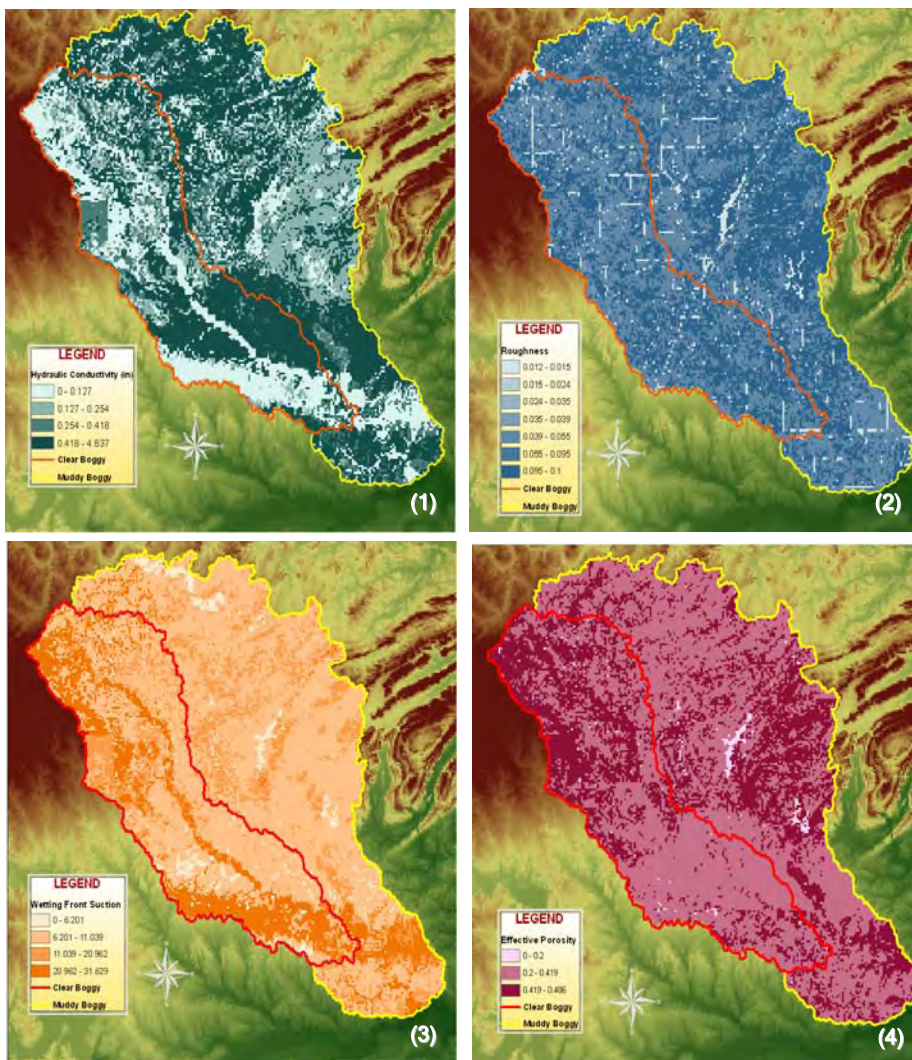 LEGEND
Hydraulic Conductivity (in)
0 - 0.127
0.127 - 0.254
0.254 - 0.418
0.418 - 4.637
Clear Boggy
Muddy Boggy
(1)
LEGEND
Roughness
0.012 - 0.015
0.015 - 0.024
0.024 - 0.035
0.035 - 0.039
0.039 - 0.055
0.055 - 0.095
0.095 - 0.1
Clear Boggy
Muddy Boggy
(2)
LEGEND
Wetting Front Suction
0 - 6.201
6.201 - 11.039
11.039 - 20.962
20.962 - 31.629
Clear Boggy
Muddy Boggy
(3)
LEGEND
Effective Porosity
0 - 0.2
0.2 - 0.419
0.419 - 0.486
Clear Boggy
Muddy Boggy
(4)